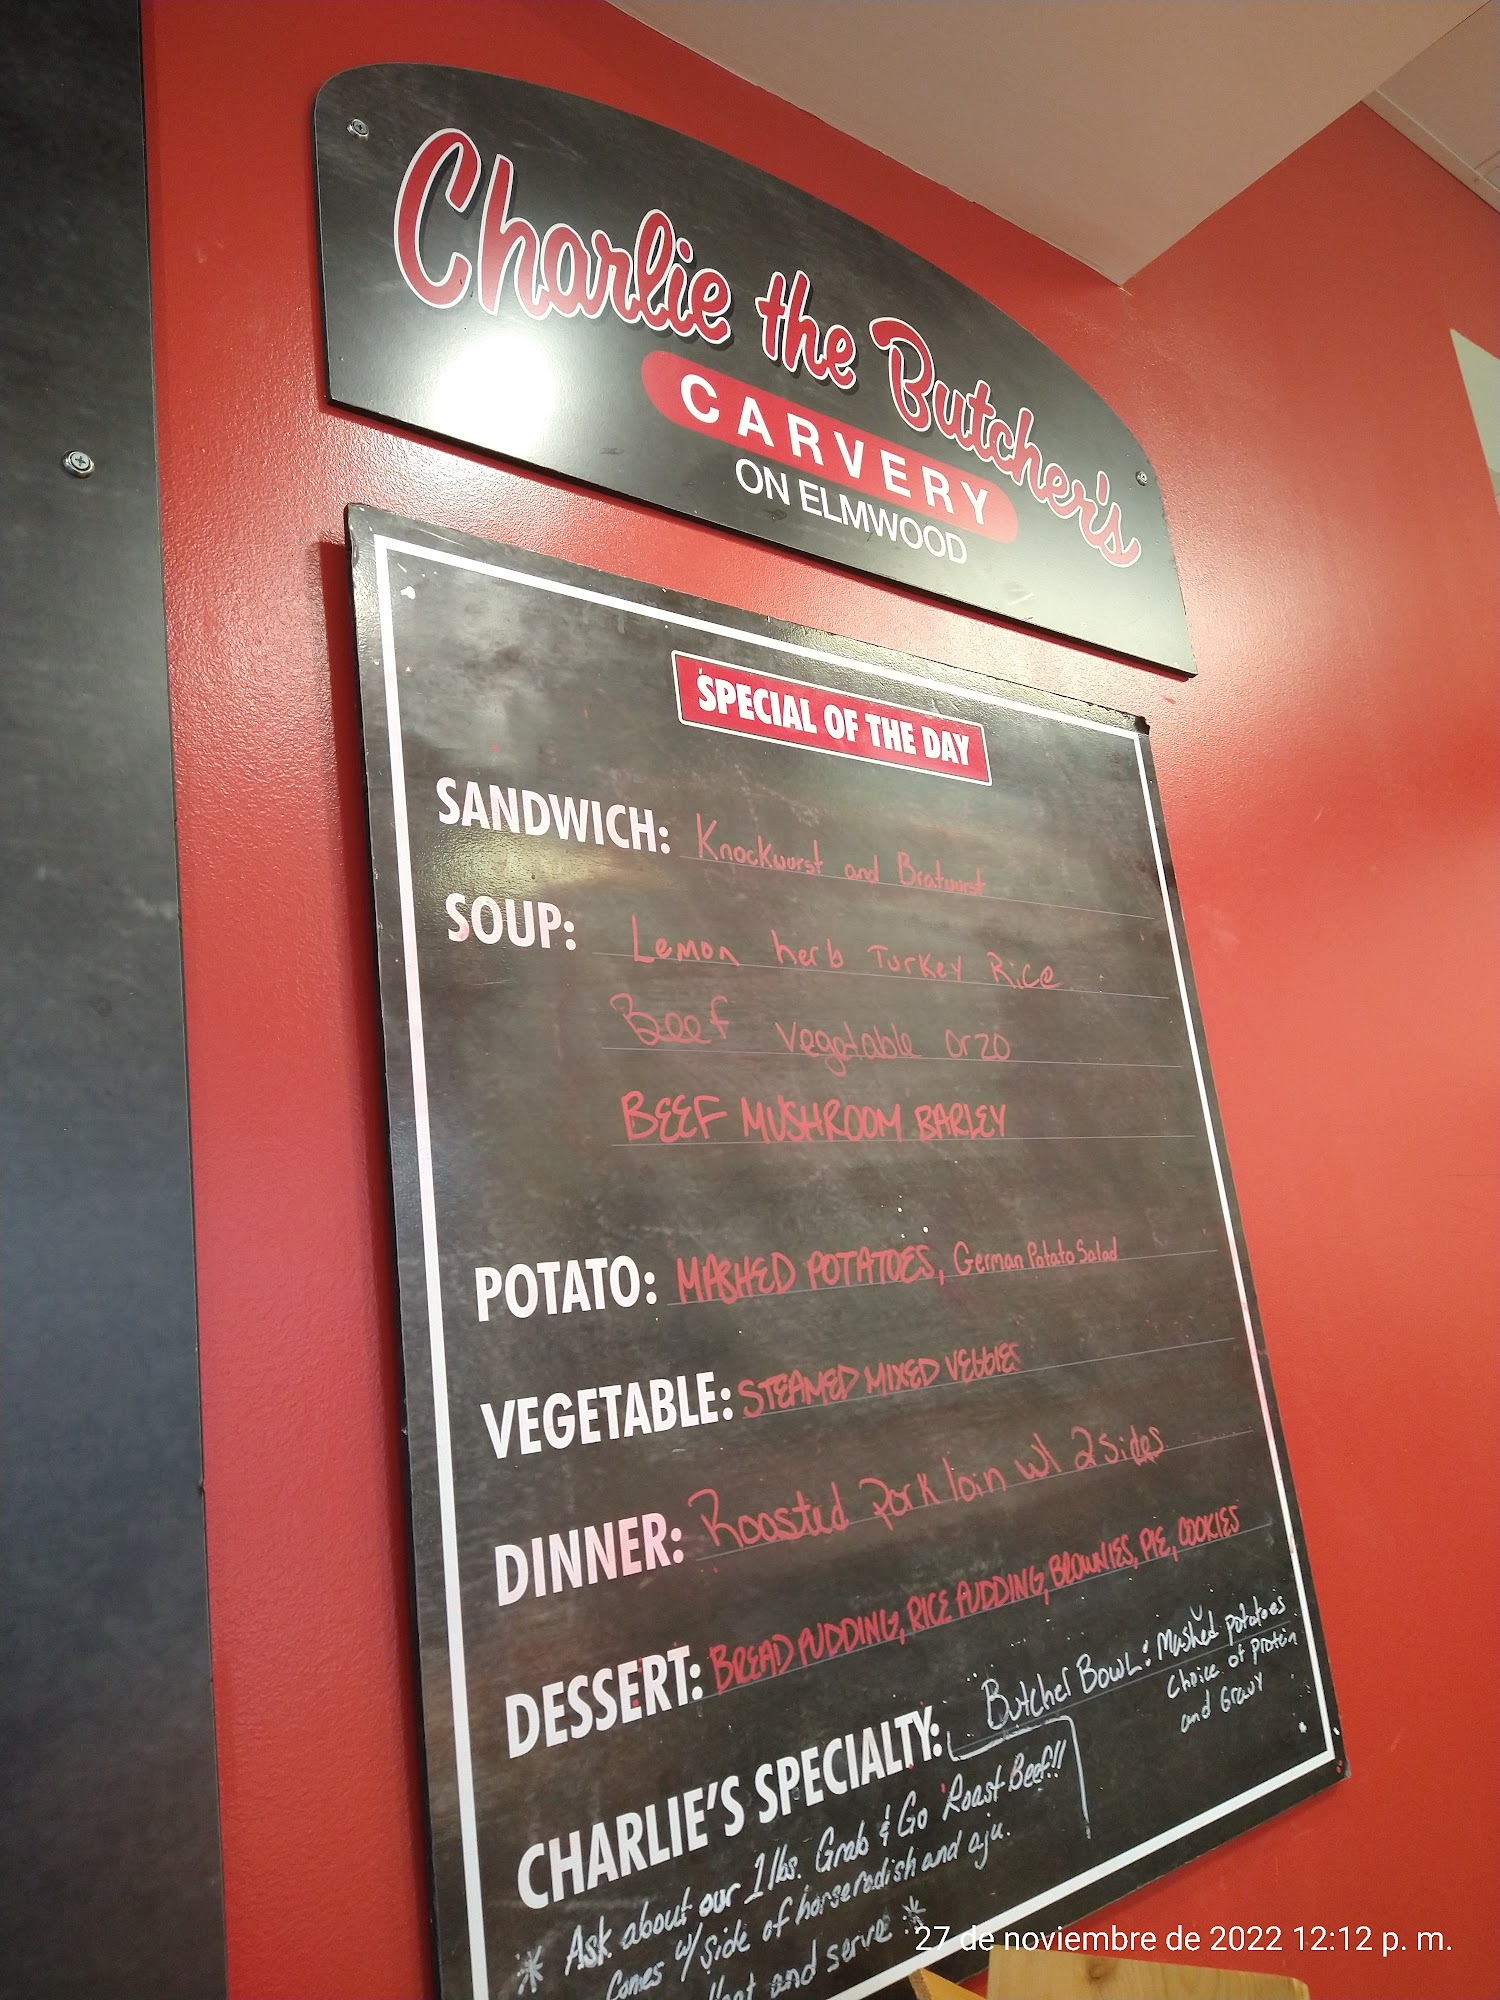 Charlie the Butcher's
CARVERY
ON ELMWOOD
SPECIAL OF THE DAY
SANDWICH: Knockwurst and Bratwurst
SOUP: Lemon herb Turkey Rice
Beef vegetable orzo
BEEF MUSHROOM BARLEY
POTATO: MASHED POTATOES, German Potato Salad
VEGETABLE: STEAMED MIXED VEGGIES
DINNER: Roasted pork loin w/ 2 sides
DESSERT: BREAD PUDDING, RICE PUDDING, BROWNIES, PIE, COOKIES
CHARLIE'S SPECIALTY: Butcher Bowl: Mashed potatoes
Choice of Protein
and Gravy
* Ask about our 1 lbs. Grab & Go Roast Beef!!
Comes w/ side of horseradish and aju.
and serve *
27 de noviembre de 2022 12:12 p. m.